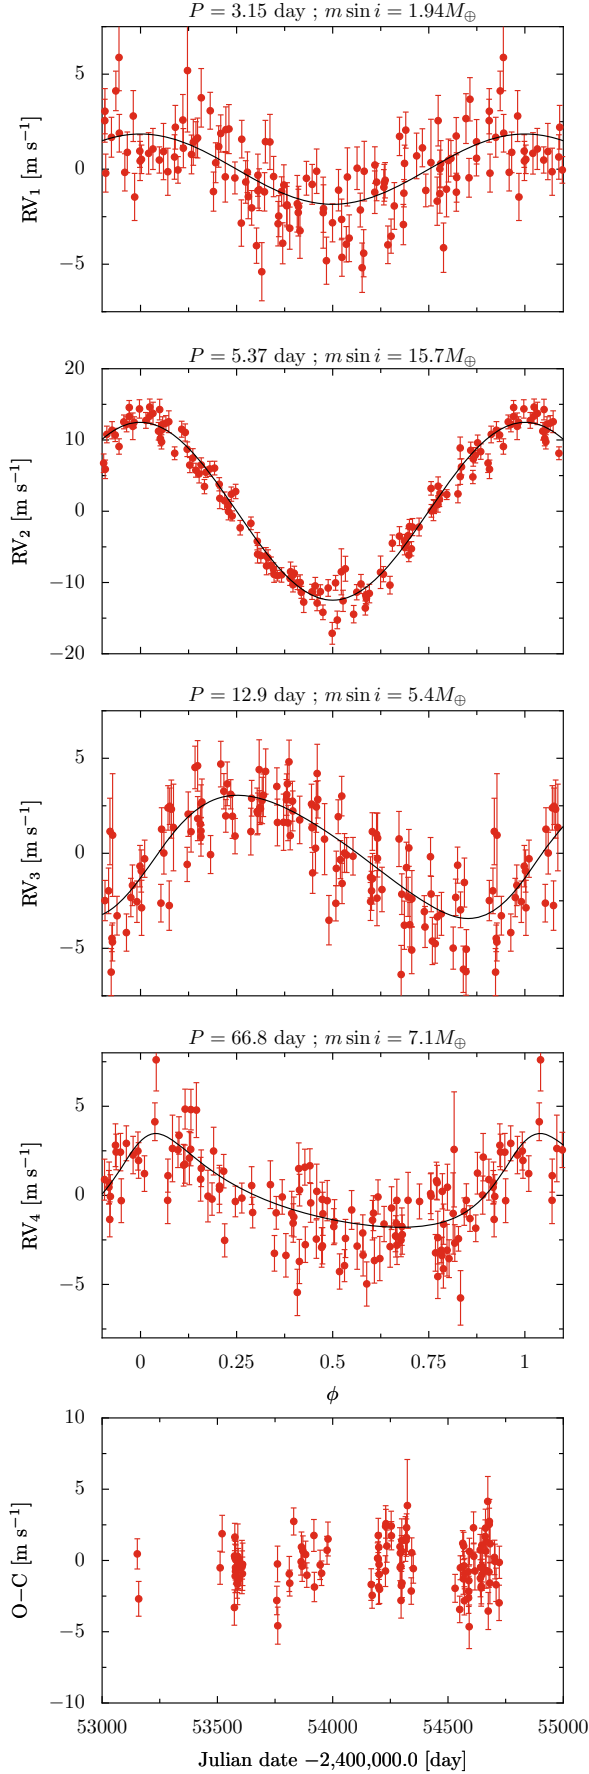 P = 3.15 day ; m sin i = 1.94M⊕
5
0
−5
RV₁ [m s⁻¹]
P = 5.37 day ; m sin i = 15.7M⊕
20
10
0
−10
−20
RV₂ [m s⁻¹]
P = 12.9 day ; m sin i = 5.4M⊕
5
0
−5
RV₃ [m s⁻¹]
P = 66.8 day ; m sin i = 7.1M⊕
5
0
−5
RV₄ [m s⁻¹]
0 0.25 0.5 0.75 1
ϕ
10
5
0
−5
−10
O−C [m s⁻¹]
53000 53500 54000 54500 55000
Julian date −2,400,000.0 [day]